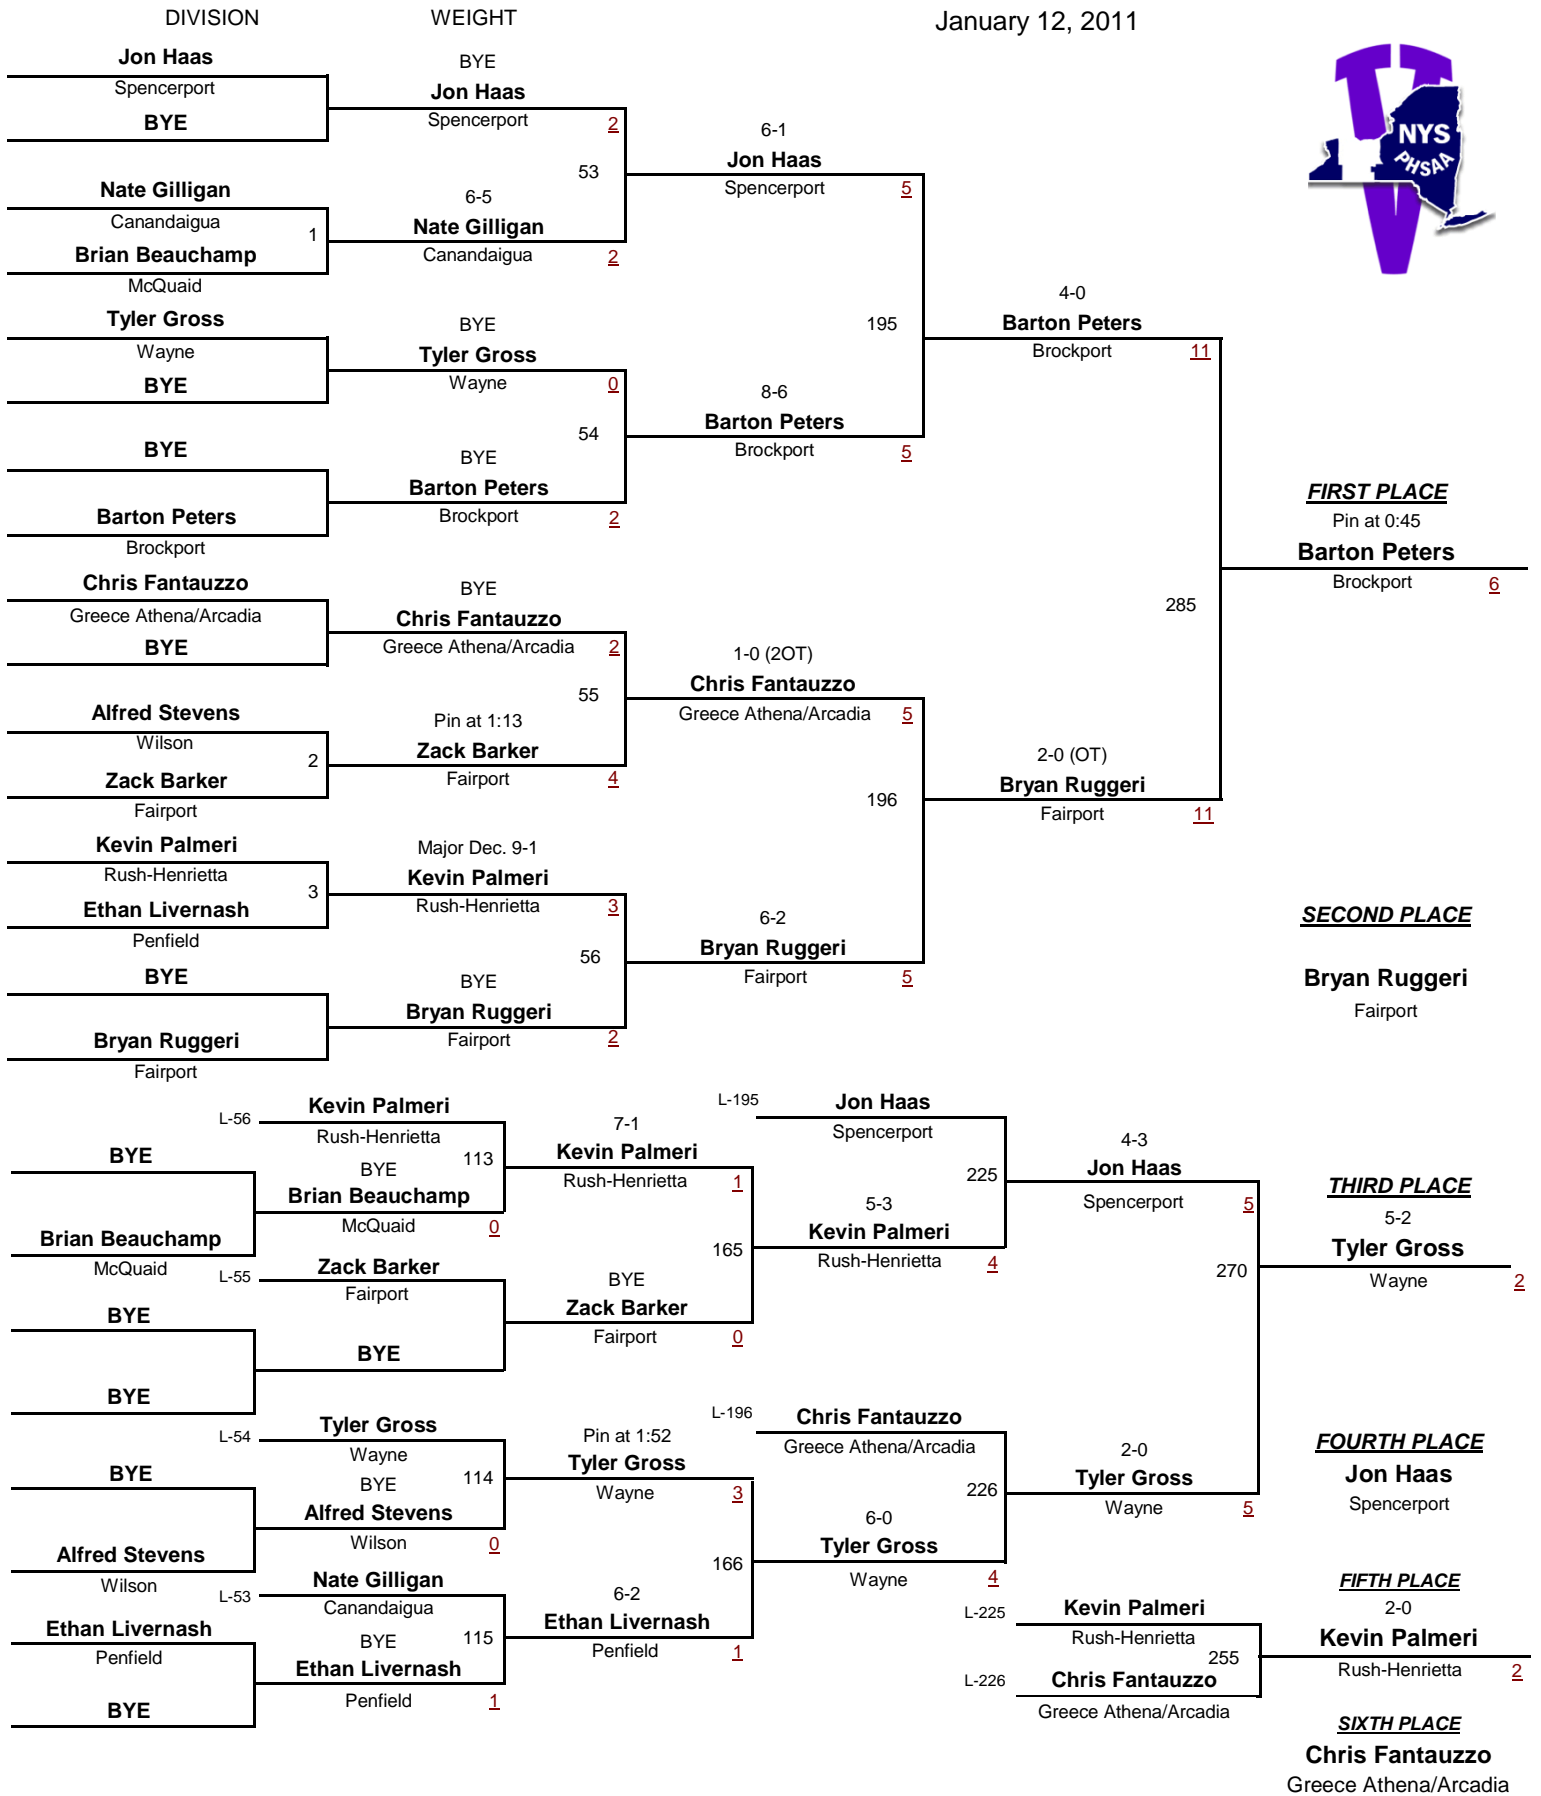 DIVISION
WEIGHT
January 12, 2011
Jon Haas
Spencerport
BYE
Nate Gilligan
Canandaigua
1
Brian Beauchamp
McQuaid
Tyler Gross
Wayne
BYE
BYE
Barton Peters
Brockport
Chris Fantauzzo
Greece Athena/Arcadia
BYE
Alfred Stevens
Wilson
2
Zack Barker
Fairport
Kevin Palmeri
Rush-Henrietta
3
Ethan Livernash
Penfield
BYE
Bryan Ruggeri
Fairport
BYE
Jon Haas
Spencerport 2
53
6-5
Nate Gilligan
Canandaigua 2
BYE
Tyler Gross
Wayne 0
54
BYE
Barton Peters
Brockport 2
BYE
Chris Fantauzzo
Greece Athena/Arcadia 2
55
Pin at 1:13
Zack Barker
Fairport 4
Major Dec. 9-1
Kevin Palmeri
Rush-Henrietta 3
56
BYE
Bryan Ruggeri
Fairport 2
6-1
Jon Haas
Spencerport 5
195
8-6
Barton Peters
Brockport 5
1-0 (2OT)
Chris Fantauzzo
Greece Athena/Arcadia 5
196
6-2
Bryan Ruggeri
Fairport 5
4-0
Barton Peters
Brockport 11
285
2-0 (OT)
Bryan Ruggeri
Fairport 11
NYS
PHSAA
FIRST PLACE
Pin at 0:45
Barton Peters
Brockport 6
SECOND PLACE
Bryan Ruggeri
Fairport
BYE
Brian Beauchamp
McQuaid
BYE
BYE
BYE
Alfred Stevens
Wilson
Ethan Livernash
Penfield
BYE
L-56
Kevin Palmeri
Rush-Henrietta
113
BYE
Brian Beauchamp
McQuaid 0
L-55
Zack Barker
Fairport
BYE
L-54
Tyler Gross
Wayne
114
BYE
Alfred Stevens
Wilson 0
L-53
Nate Gilligan
Canandaigua
115
BYE
Ethan Livernash
Penfield 1
7-1
Kevin Palmeri
Rush-Henrietta 1
165
BYE
Zack Barker
Fairport 0
Pin at 1:52
Tyler Gross
Wayne 3
166
6-2
Ethan Livernash
Penfield 1
L-195
Jon Haas
Spencerport
225
5-3
Kevin Palmeri
Rush-Henrietta 4
L-196
Chris Fantauzzo
Greece Athena/Arcadia
226
6-0
Tyler Gross
Wayne 4
4-3
Jon Haas
Spencerport 5
270
2-0
Tyler Gross
Wayne 5
L-225
Kevin Palmeri
Rush-Henrietta
255
L-226
Chris Fantauzzo
Greece Athena/Arcadia
THIRD PLACE
5-2
Tyler Gross
Wayne 2
FOURTH PLACE
Jon Haas
Spencerport
FIFTH PLACE
2-0
Kevin Palmeri
Rush-Henrietta 2
SIXTH PLACE
Chris Fantauzzo
Greece Athena/Arcadia